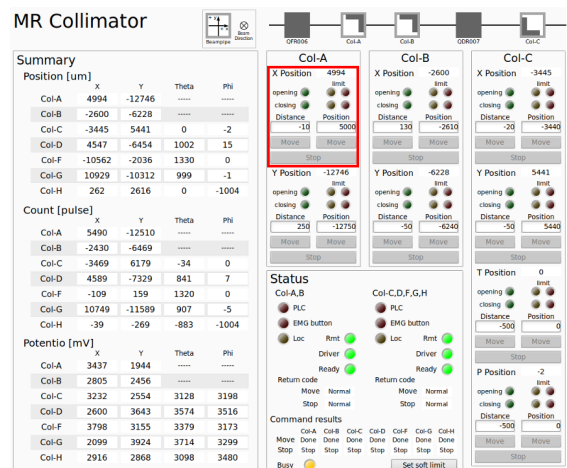 MR Collimator
Beampipe
Beam Direction
QFR006 Col-A Col-B QDR007 Col-C
Summary
Position [um]
X Y Theta Phi
Col-A 4994 -12746 ----- -----
Col-B -2600 -6228 ----- -----
Col-C -3445 5441 0 -2
Col-D 4547 -6454 1002 15
Col-F -10562 -2036 1330 0
Col-G 10929 -10312 999 -1
Col-H 262 2616 0 -1004
Count [pulse]
X Y Theta Phi
Col-A 5490 -12510 ----- -----
Col-B -2430 -6469 ----- -----
Col-C -3469 6179 -34 0
Col-D 4589 -7329 841 7
Col-F -109 159 1320 0
Col-G 10749 -11589 907 -5
Col-H -39 -269 -883 -1004
Potentio [mV]
X Y Theta Phi
Col-A 3437 1944 ----- -----
Col-B 2805 2456 ----- -----
Col-C 3232 2554 3128 3198
Col-D 2600 3643 3574 3516
Col-F 3798 3155 3379 3173
Col-G 2099 3924 3714 3299
Col-H 2916 2868 3098 3480
Col-A
X Position 4994
limit
opening
closing
Distance Position
-10 5000
Move Move
Stop
Y Position -12746
limit
opening
closing
Distance Position
250 -12750
Move Move
Stop
Col-B
X Position -2600
limit
opening
closing
Distance Position
130 -2610
Move Move
Stop
Y Position -6228
limit
opening
closing
Distance Position
-50 -6240
Move Move
Stop
Col-C
X Position -3445
limit
opening
closing
Distance Position
-20 -3440
Move Move
Stop
Y Position 5441
limit
opening
closing
Distance Position
-50 5440
Move Move
Stop
T Position 0
limit
opening
closing
Distance Position
-500 0
Move Move
Stop
P Position -2
limit
opening
closing
Distance Position
-500 0
Move Move
Stop
Status
Col-A,B
PLC
EMG button
Loc Rmt
Driver
Ready
Return code
Move Normal
Stop Normal
Col-C,D,F,G,H
PLC
EMG button
Loc Rmt
Driver
Ready
Return code
Move Normal
Stop Normal
Command results
Col-A Col-B Col-C Col-D Col-F Col-G Col-H
Move Done Done Done Done Done Done Done
Stop Stop Stop Stop Stop Stop Stop Stop
Busy
Set soft limit